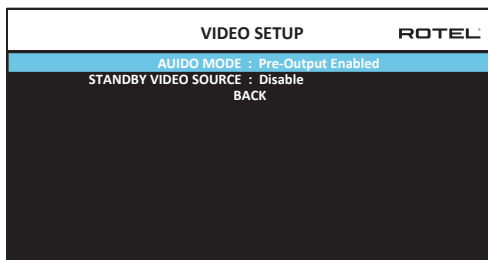 VIDEO SETUP
ROTEL
AUIDO MODE : Pre-Output Enabled
STANDBY VIDEO SOURCE : Disable
BACK